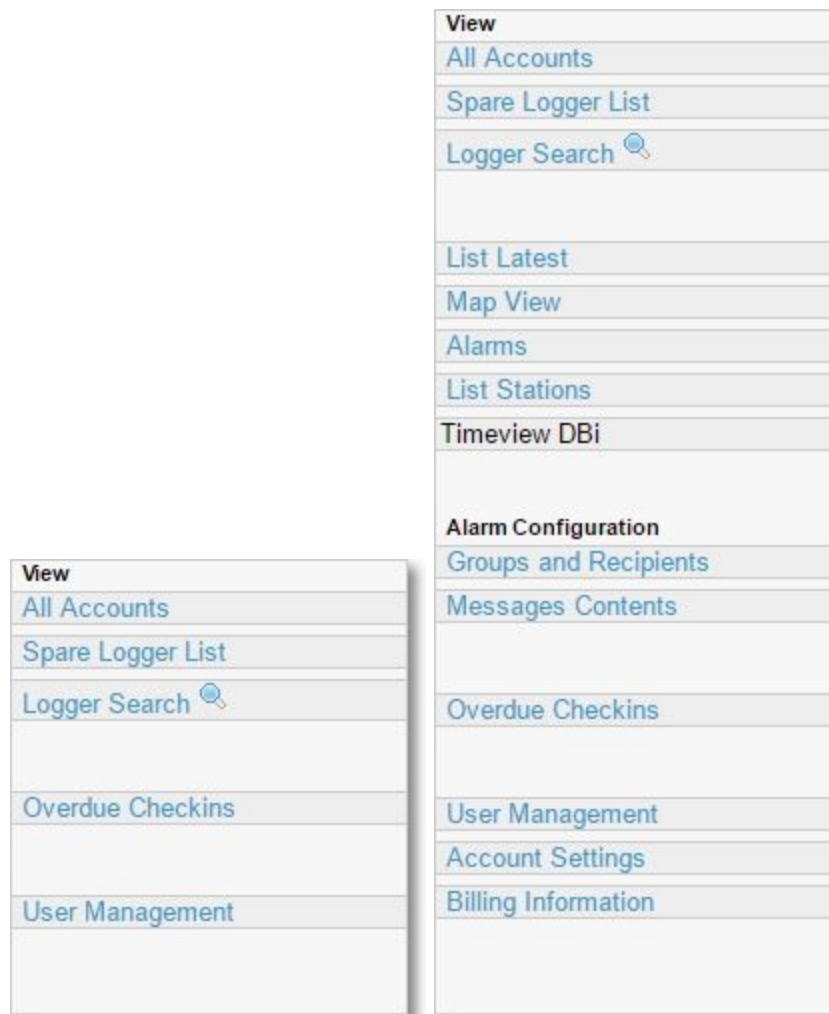 View
All Accounts
Spare Logger List
Logger Search
Overdue Checkins
User Management
View
All Accounts
Spare Logger List
Logger Search
List Latest
Map View
Alarms
List Stations
Timeview DBi
Alarm Configuration
Groups and Recipients
Messages Contents
Overdue Checkins
User Management
Account Settings
Billing Information